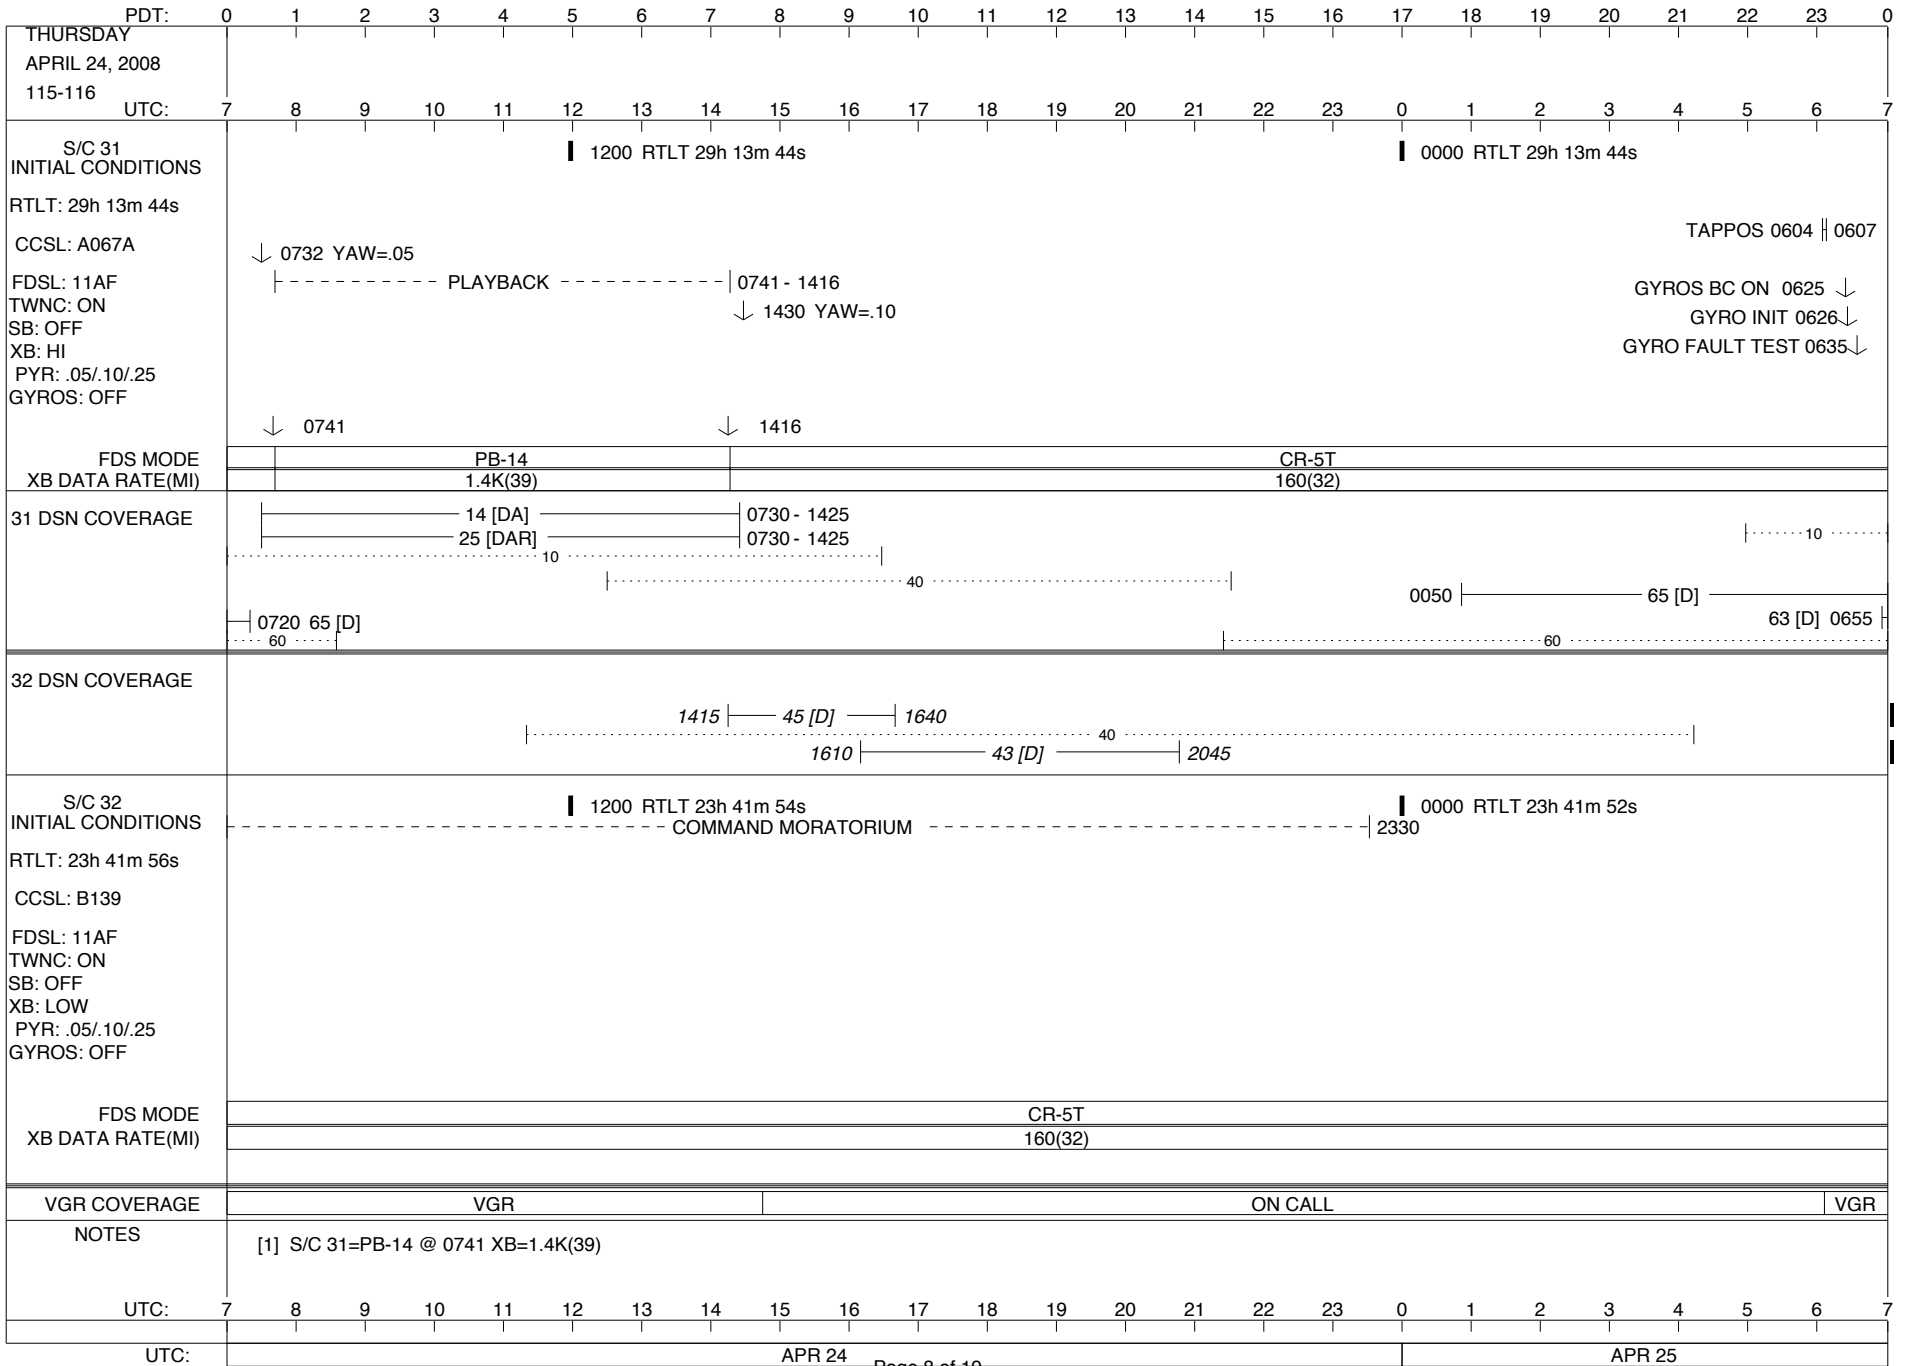 PDT: 0 1 2 3 4 5 6 7 8 9 10 11 12 13 14 15 16 17 18 19 20 21 22 23 0
THURSDAY
APRIL 24, 2008
115-116
UTC: 7 8 9 10 11 12 13 14 15 16 17 18 19 20 21 22 23 0 1 2 3 4 5 6 7
S/C 31
INITIAL CONDITIONS
1200 RTLT 29h 13m 44s
0000 RTLT 29h 13m 44s
RTLT: 29h 13m 44s
TAPPOS 0604 0607
CCSL: A067A
0732 YAW=.05
FDSL: 11AF
PLAYBACK 0741 - 1416
GYROS BC ON 0625
TWNC: ON
1430 YAW=.10
GYRO INIT 0626
SB: OFF
XB: HI
GYRO FAULT TEST 0635
PYR: .05/.10/.25
GYROS: OFF
0741
1416
FDS MODE PB-14 CR-5T
XB DATA RATE(MI) 1.4K(39) 160(32)
31 DSN COVERAGE
14 [DA] 0730 - 1425
25 [DAR] 0730 - 1425
10
10
40
0050 65 [D]
0720 65 [D]
63 [D] 0655
60
60
32 DSN COVERAGE
1415 45 [D] 1640
40
1610 43 [D] 2045
S/C 32
INITIAL CONDITIONS
1200 RTLT 23h 41m 54s
0000 RTLT 23h 41m 52s
COMMAND MORATORIUM 2330
RTLT: 23h 41m 56s
CCSL: B139
FDSL: 11AF
TWNC: ON
SB: OFF
XB: LOW
PYR: .05/.10/.25
GYROS: OFF
FDS MODE CR-5T
XB DATA RATE(MI) 160(32)
VGR COVERAGE VGR ON CALL VGR
NOTES
[1] S/C 31=PB-14 @ 0741 XB=1.4K(39)
UTC: 7 8 9 10 11 12 13 14 15 16 17 18 19 20 21 22 23 0 1 2 3 4 5 6 7
UTC: APR 24 APR 25
Page 8 of 19